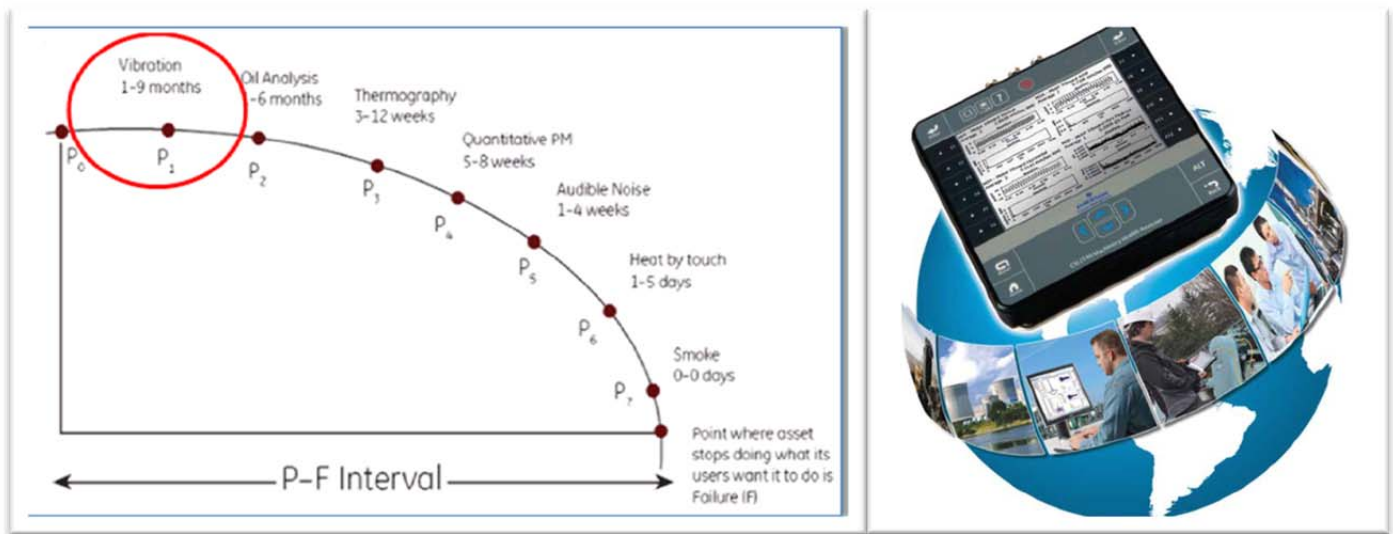 Vibration
1-9 months
Oil Analysis
-6 months
Thermography
3-12 weeks
Quantitative PM
5-8 weeks
Audible Noise
1-4 weeks
Heat by touch
1-5 days
Smoke
0-0 days
P₀
P₁
P₂
P₃
P₄
P₅
P₆
P₇
Point where asset
stops doing what its
users want it to do is
Failure (F)
P-F Interval
ALT